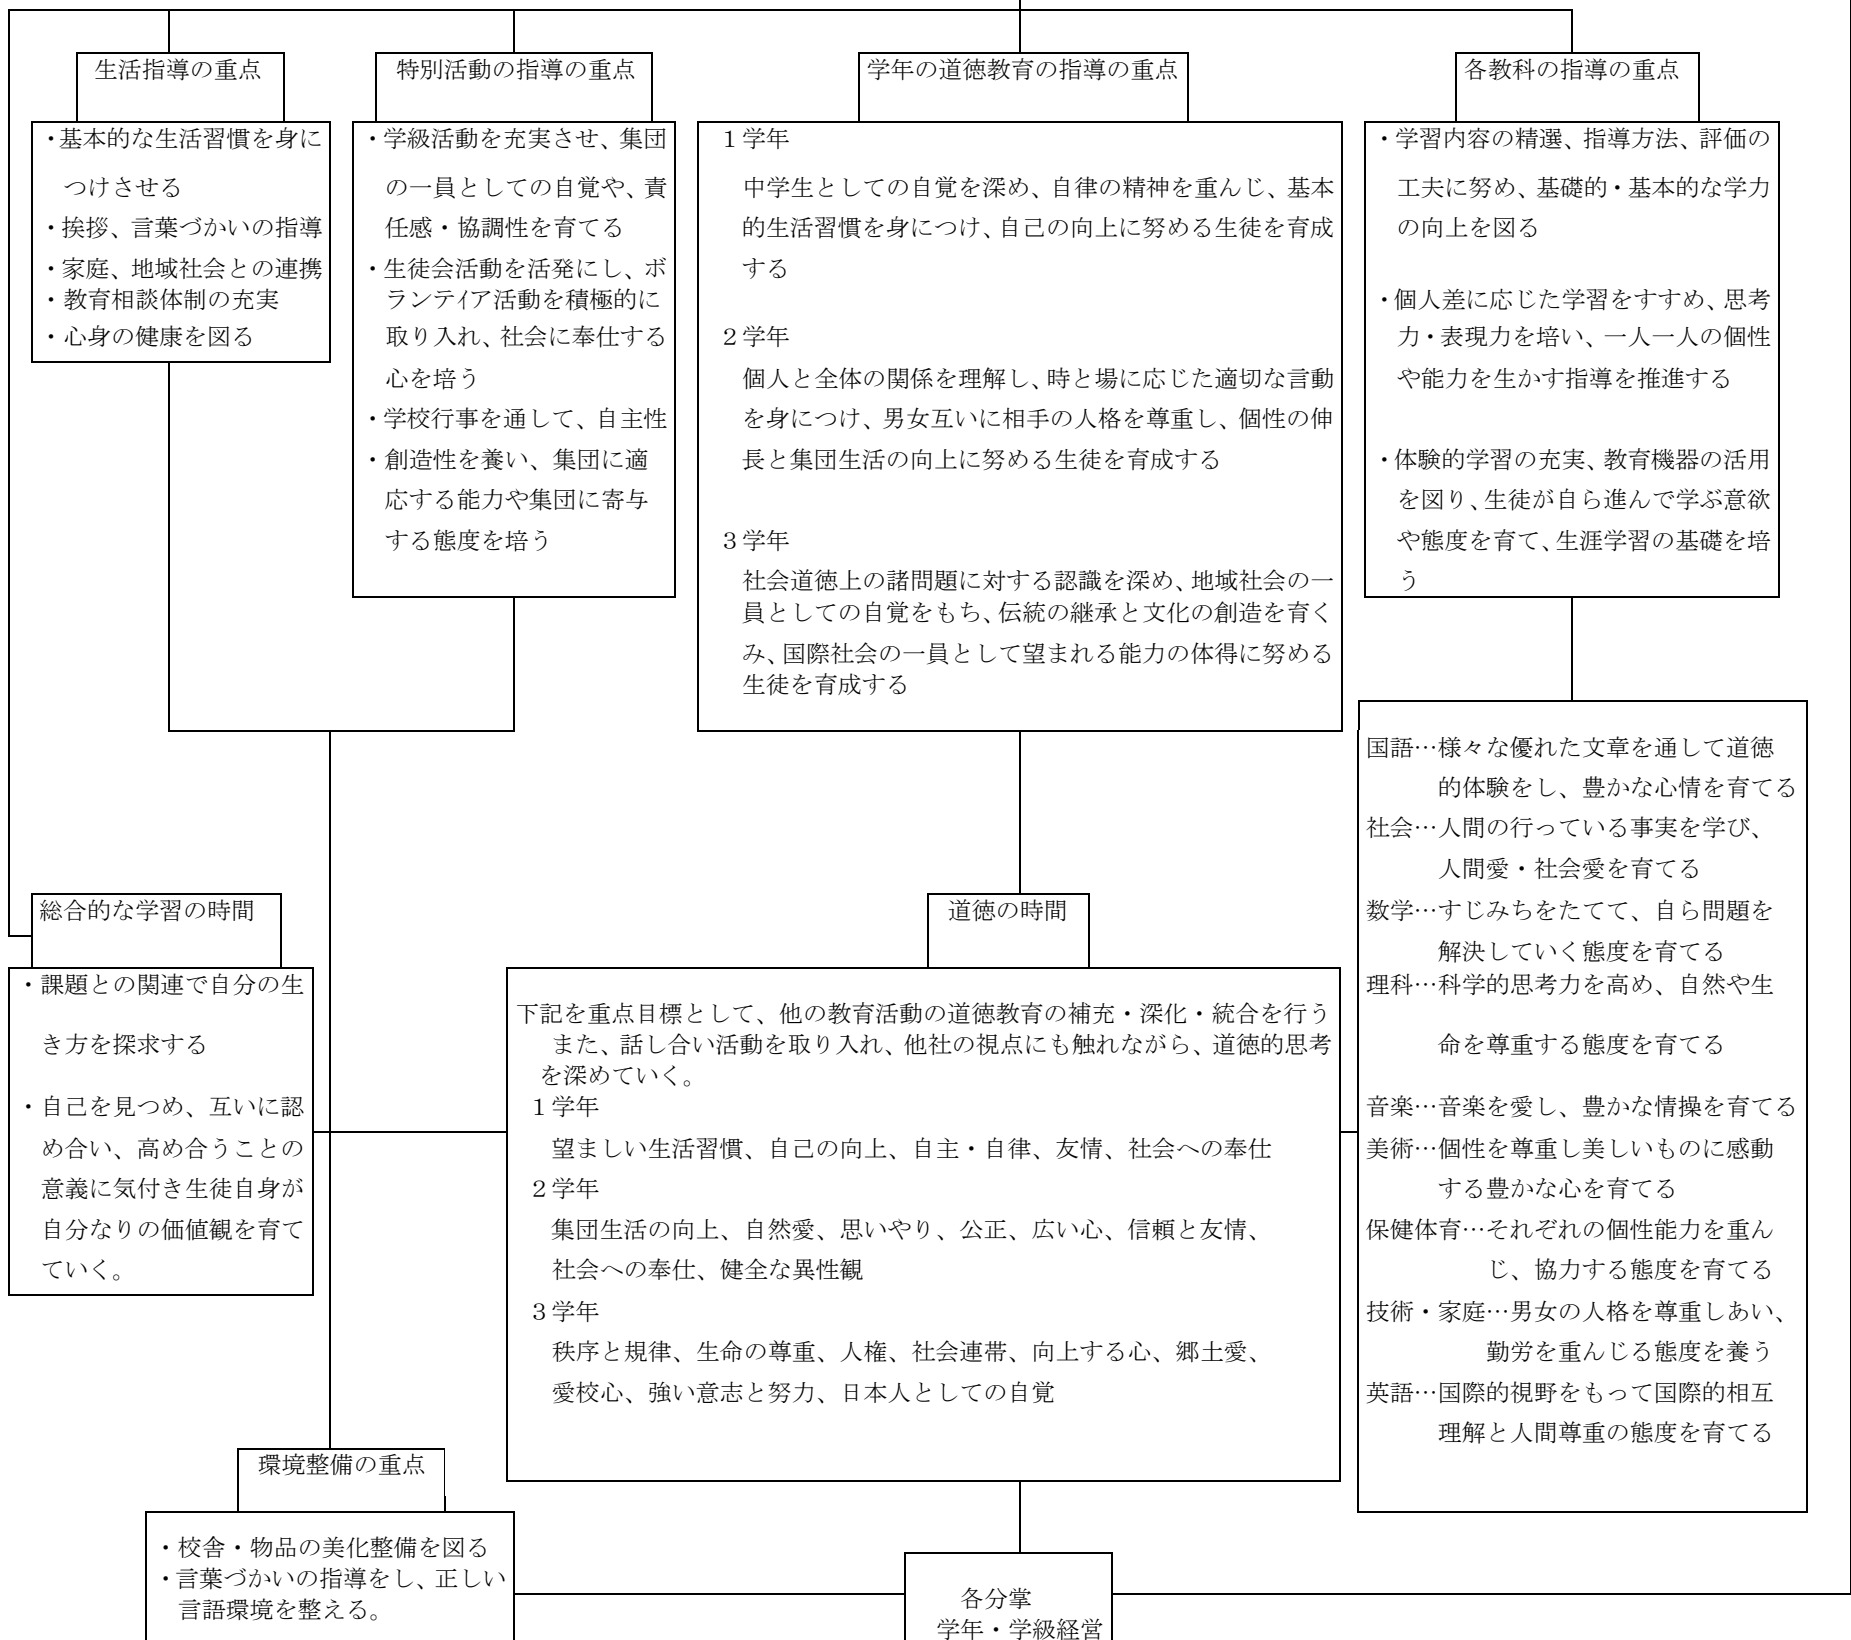 生活指導の重点
・基本的な生活習慣を身に
つけさせる
・挨拶、言葉づかいの指導
・家庭、地域社会との連携
・教育相談体制の充実
・心身の健康を図る
特別活動の指導の重点
・学級活動を充実させ、集団
の一員としての自覚や、責
任感・協調性を育てる
・生徒会活動を活発にし、ボ
ランティア活動を積極的に
取り入れ、社会に奉仕する
心を培う
・学校行事を通して、自主性
・創造性を養い、集団に適
応する能力や集団に寄与
する態度を培う
学年の道徳教育の指導の重点
1学年
中学生としての自覚を深め、自律の精神を重んじ、基本
的生活習慣を身につけ、自己の向上に努める生徒を育成
する
2学年
個人と全体の関係を理解し、時と場に応じた適切な言動
を身につけ、男女互いに相手の人格を尊重し、個性の伸
長と集団生活の向上に努める生徒を育成する
3学年
社会道徳上の諸問題に対する認識を深め、地域社会の一
員としての自覚をもち、伝統の継承と文化の創造を育く
み、国際社会の一員として望まれる能力の体得に努める
生徒を育成する
各教科の指導の重点
・学習内容の精選、指導方法、評価の
工夫に努め、基礎的・基本的な学力
の向上を図る
・個人差に応じた学習をすすめ、思考
力・表現力を培い、一人一人の個性
や能力を生かす指導を推進する
・体験的学習の充実、教育機器の活用
を図り、生徒が自ら進んで学ぶ意欲
や態度を育て、生涯学習の基礎を培
う
国語…様々な優れた文章を通して道徳
的体験をし、豊かな心情を育てる
社会…人間の行っている事実を学び、
人間愛・社会愛を育てる
数学…すじみちをたてて、自ら問題を
解決していく態度を育てる
理科…科学的思考力を高め、自然や生
命を尊重する態度を育てる
音楽…音楽を愛し、豊かな情操を育てる
美術…個性を尊重し美しいものに感動
する豊かな心を育てる
保健体育…それぞれの個性能力を重ん
じ、協力する態度を育てる
技術・家庭…男女の人格を尊重しあい、
勤労を重んじる態度を養う
英語…国際的視野をもって国際的相互
理解と人間尊重の態度を育てる
総合的な学習の時間
・課題との関連で自分の生
き方を探求する
・自己を見つめ、互いに認
め合い、高め合うことの
意義に気付き生徒自身が
自分なりの価値観を育て
ていく。
道徳の時間
下記を重点目標として、他の教育活動の道徳教育の補充・深化・統合を行う
また、話し合い活動を取り入れ、他社の視点にも触れながら、道徳的思考
を深めていく。
1学年
望ましい生活習慣、自己の向上、自主・自律、友情、社会への奉仕
2学年
集団生活の向上、自然愛、思いやり、公正、広い心、信頼と友情、
社会への奉仕、健全な異性観
3学年
秩序と規律、生命の尊重、人権、社会連帯、向上する心、郷土愛、
愛校心、強い意志と努力、日本人としての自覚
環境整備の重点
・校舎・物品の美化整備を図る
・言葉づかいの指導をし、正しい
言語環境を整える。
各分掌
学年・学級経営